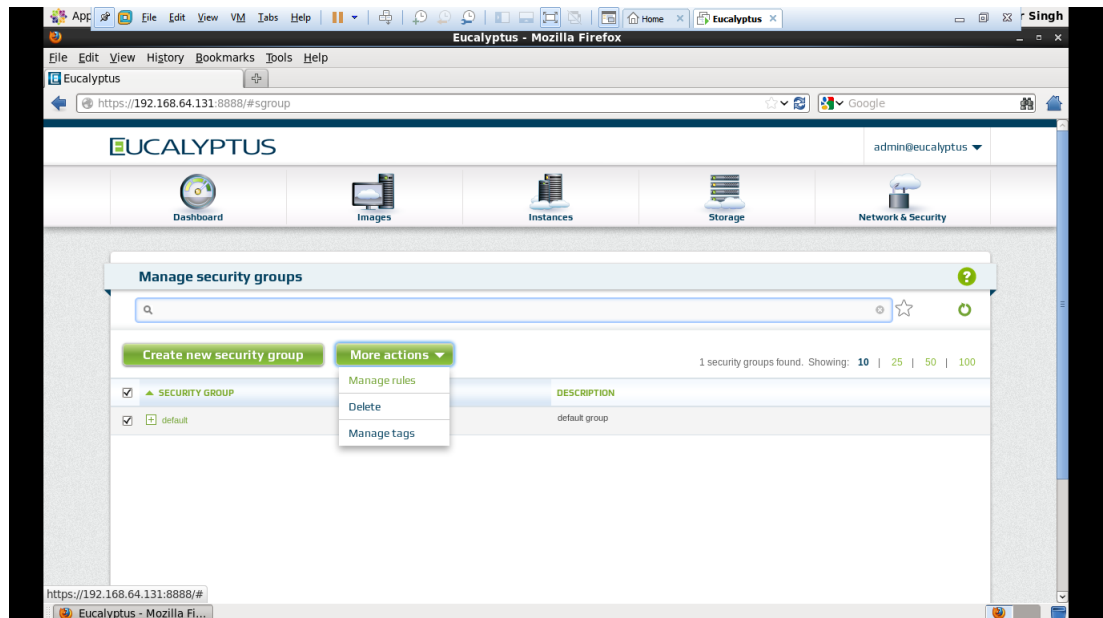 App File Edit View VM Tabs Help Home × Eucalyptus × r Singh
Eucalyptus - Mozilla Firefox
File Edit View History Bookmarks Tools Help
Eucalyptus
https://192.168.64.131:8888/#sgroup Google
EUCALYPTUS admin@eucalyptus
Dashboard Images Instances Storage Network & Security
Manage security groups ?
Create new security group More actions 1 security groups found. Showing: 10 | 25 | 50 | 100
Manage rules
SECURITY GROUP DESCRIPTION
Delete
default default group
Manage tags
https://192.168.64.131:8888/#
Eucalyptus - Mozilla Fi...